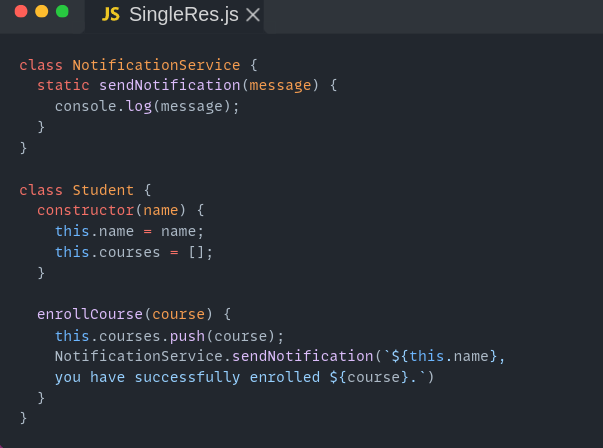 JS SingleRes.js
class NotificationService {
  static sendNotification(message) {
    console.log(message);
  }
}

class Student {
  constructor(name) {
    this.name = name;
    this.courses = [];
  }

  enrollCourse(course) {
    this.courses.push(course);
    NotificationService.sendNotification(`${this.name},
    you have successfully enrolled ${course}.`)
  }
}